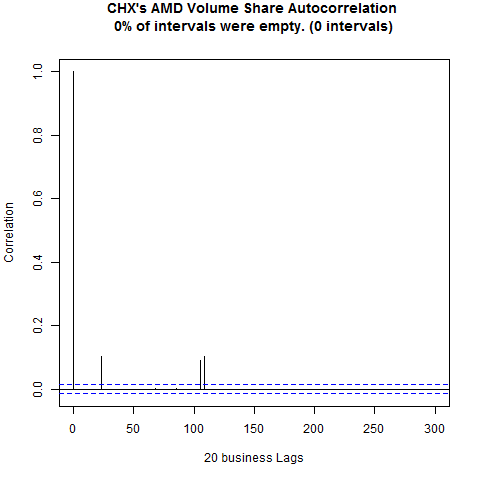 CHX's AMD Volume Share Autocorrelation
0% of intervals were empty. (0 intervals)
1.0
0.8
0.6
0.4
0.2
0.0
Correlation
0 50 100 150 200 250 300
20 business Lags